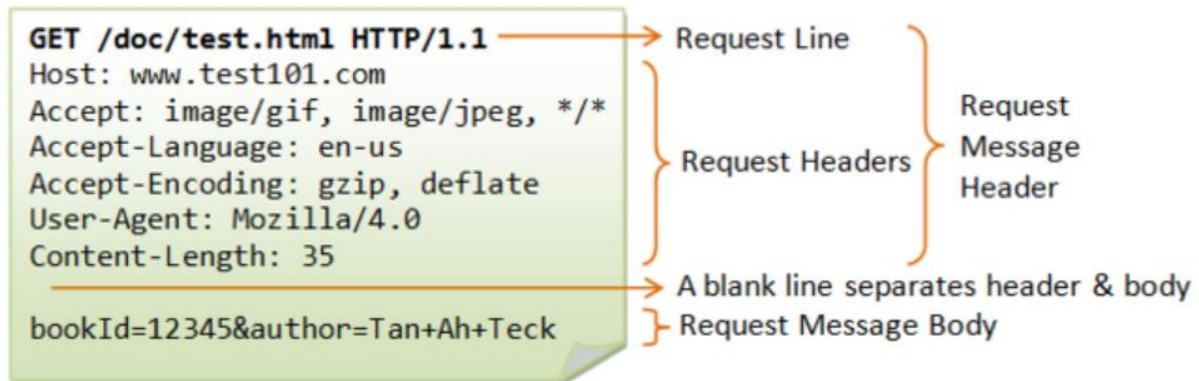 GET /doc/test.html HTTP/1.1
Host: www.test101.com
Accept: image/gif, image/jpeg, */*
Accept-Language: en-us
Accept-Encoding: gzip, deflate
User-Agent: Mozilla/4.0
Content-Length: 35
bookId=12345&author=Tan+Ah+Teck
Request Line
Request Headers
Request
Message
Header
A blank line separates header & body
Request Message Body